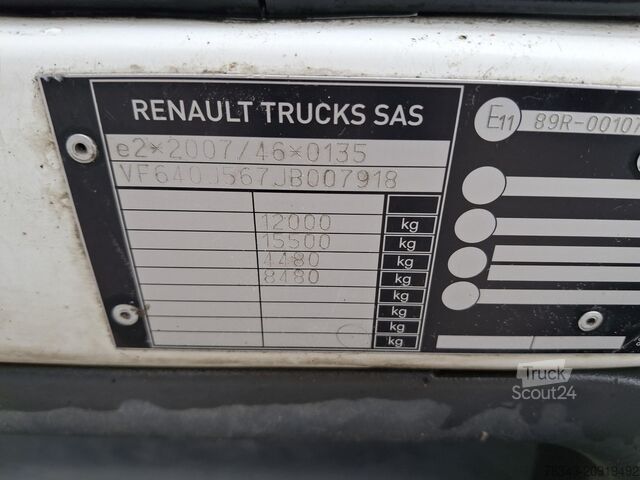 RENAULT TRUCKS SAS
e2*2007/46*0135
VF640J567JB007918
12000 kg
15500 kg
4480 kg
8480 kg
kg
kg
kg
kg
E11 89R-00107
Truck
Scout24